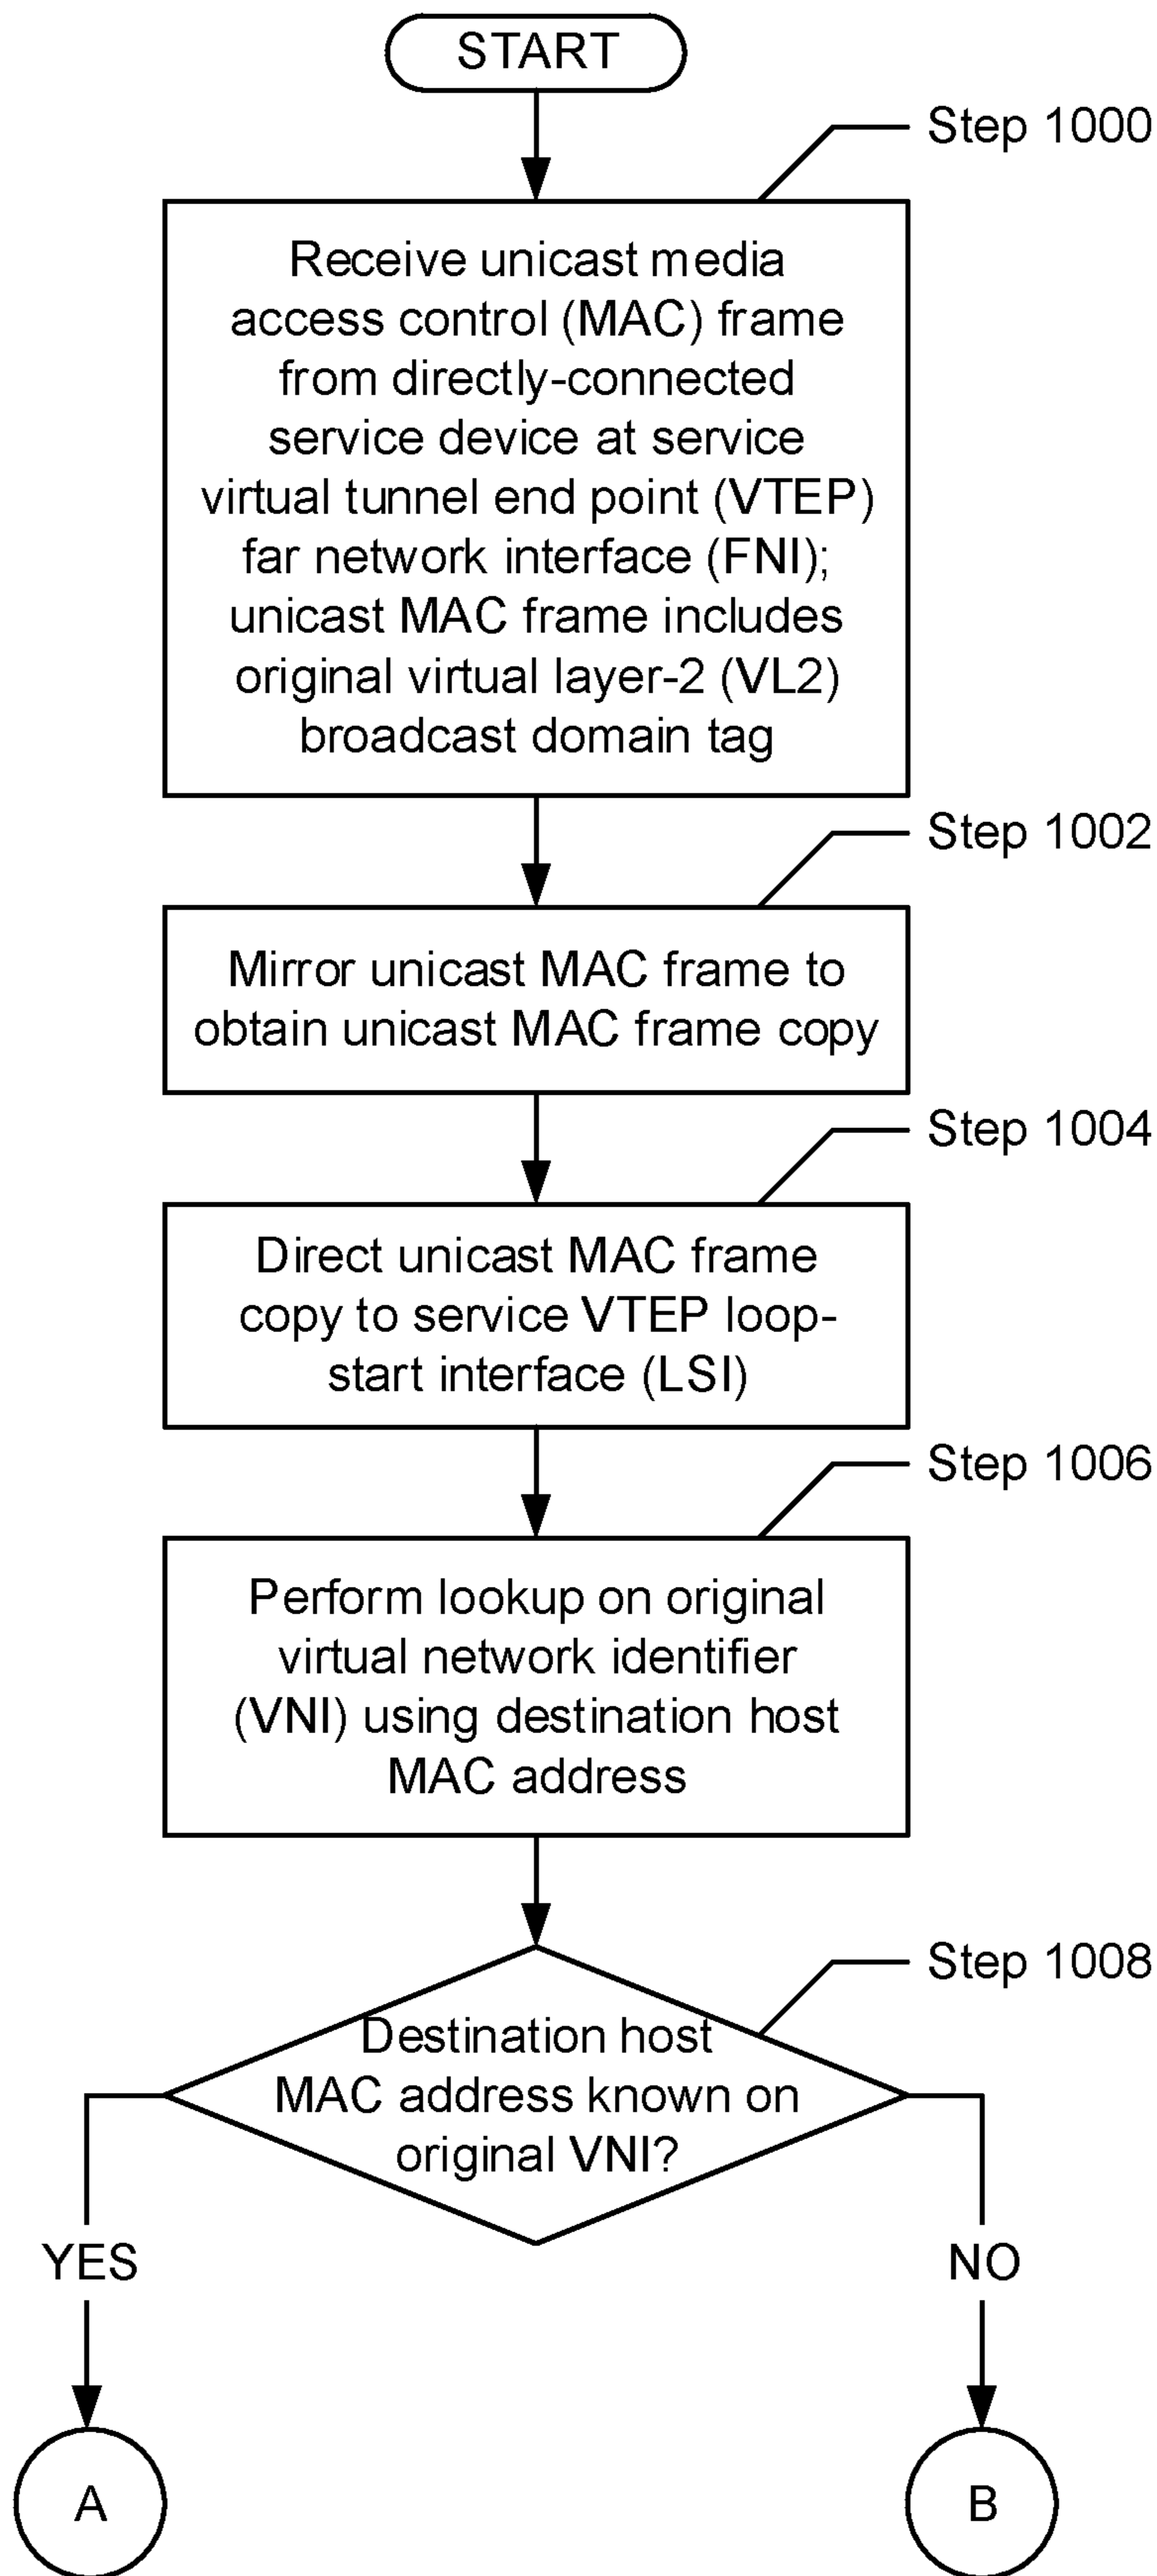 START
Step 1000
Receive unicast media
access control (MAC) frame
from directly-connected
service device at service
virtual tunnel end point (VTEP)
far network interface (FNI);
unicast MAC frame includes
original virtual layer-2 (VL2)
broadcast domain tag
Step 1002
Mirror unicast MAC frame to
obtain unicast MAC frame copy
Step 1004
Direct unicast MAC frame
copy to service VTEP loop-
start interface (LSI)
Step 1006
Perform lookup on original
virtual network identifier
(VNI) using destination host
MAC address
Step 1008
Destination host
MAC address known on
original VNI?
YES
NO
A
B